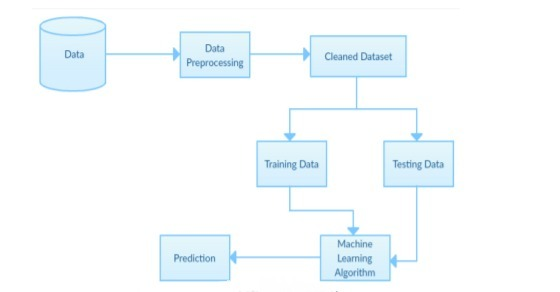 Data
Data
Preprocessing
Cleaned Dataset
Training Data
Testing Data
Machine
Learning
Algorithm
Prediction